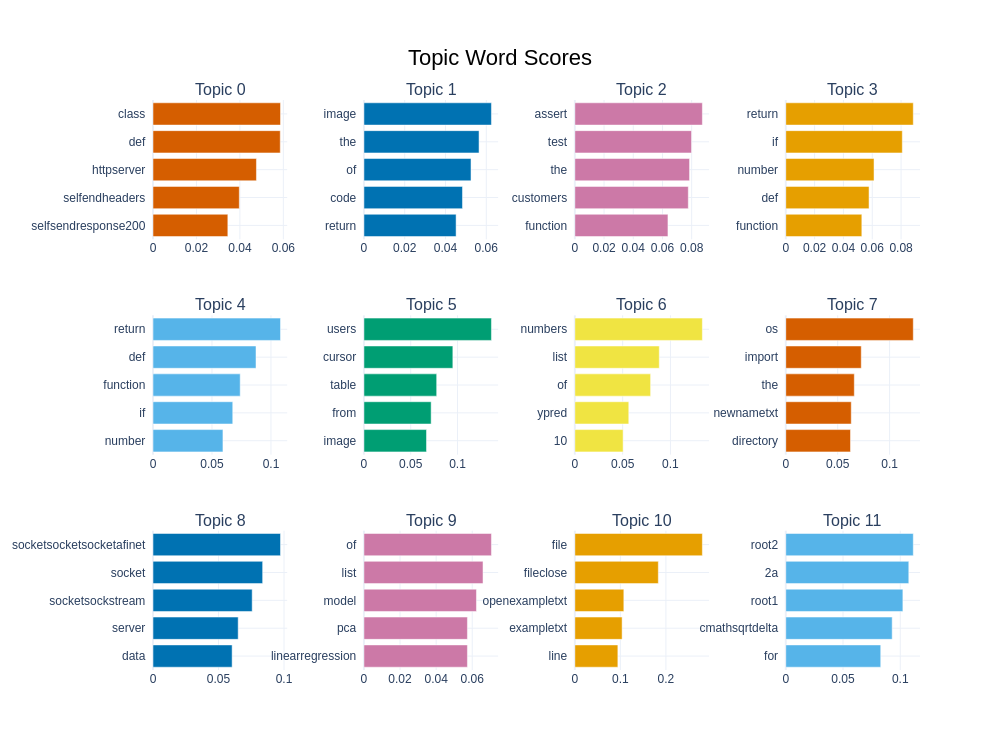 Topic Word Scores
Topic 0
class
def
httpserver
selfendheaders
selfsendresponse200
0 0.02 0.04 0.06
Topic 1
image
the
of
code
return
0 0.02 0.04 0.06
Topic 2
assert
test
the
customers
function
0 0.02 0.04 0.06 0.08
Topic 3
return
if
number
def
function
0 0.02 0.04 0.06 0.08
Topic 4
return
def
function
if
number
0 0.05 0.1
Topic 5
users
cursor
table
from
image
0 0.05 0.1
Topic 6
numbers
list
of
ypred
10
0 0.05 0.1
Topic 7
os
import
the
newnametxt
directory
0 0.05 0.1
Topic 8
socketsocketsocketafinet
socket
socketsockstream
server
data
0 0.05 0.1
Topic 9
of
list
model
pca
linearregression
0 0.02 0.04 0.06
Topic 10
file
fileclose
openexampletxt
exampletxt
line
0 0.1 0.2
Topic 11
root2
2a
root1
cmathsqrtdelta
for
0 0.05 0.1